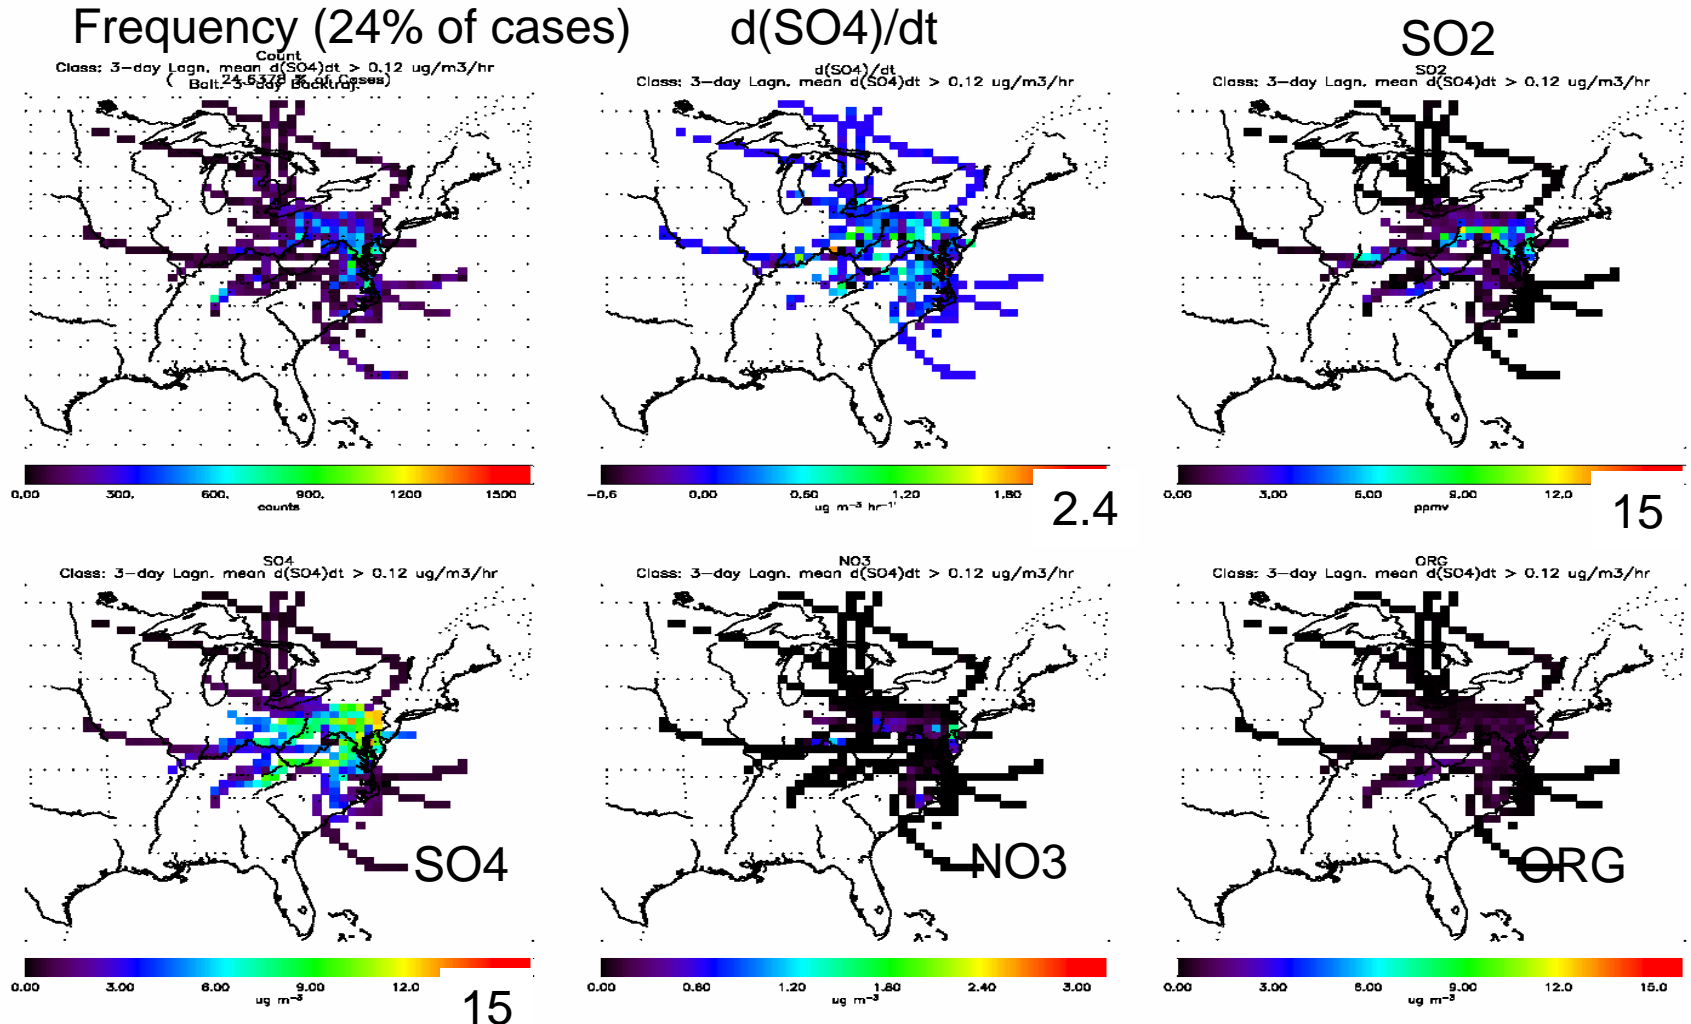 Frequency (24% of cases)
d(SO4)/dt
SO2
Count
Class: 3-day Lagn. mean d(SO4)dt > 0.12 ug/m3/hr
( 24.6378 % of Cases)
Balt. 3-day Backtraj.
d(SO4)/dt
Class: 3-day Lagn. mean d(SO4)dt > 0.12 ug/m3/hr
SO2
Class: 3-day Lagn. mean d(SO4)dt > 0.12 ug/m3/hr
0.00 300. 600. 900. 1200 1500
counts
-0.6 0.00 0.60 1.20 1.80
ug m-3 hr-1
2.4
0.00 3.00 6.00 9.00 12.0
ppmv
15
SO4
Class: 3-day Lagn. mean d(SO4)dt > 0.12 ug/m3/hr
NO3
Class: 3-day Lagn. mean d(SO4)dt > 0.12 ug/m3/hr
ORG
Class: 3-day Lagn. mean d(SO4)dt > 0.12 ug/m3/hr
SO4
NO3
ORG
0.00 3.00 6.00 9.00 12.0
ug m-3
15
0.00 0.60 1.20 1.80 2.40 3.00
ug m-3
0.00 3.00 6.00 9.00 12.0 15.0
ug m-3